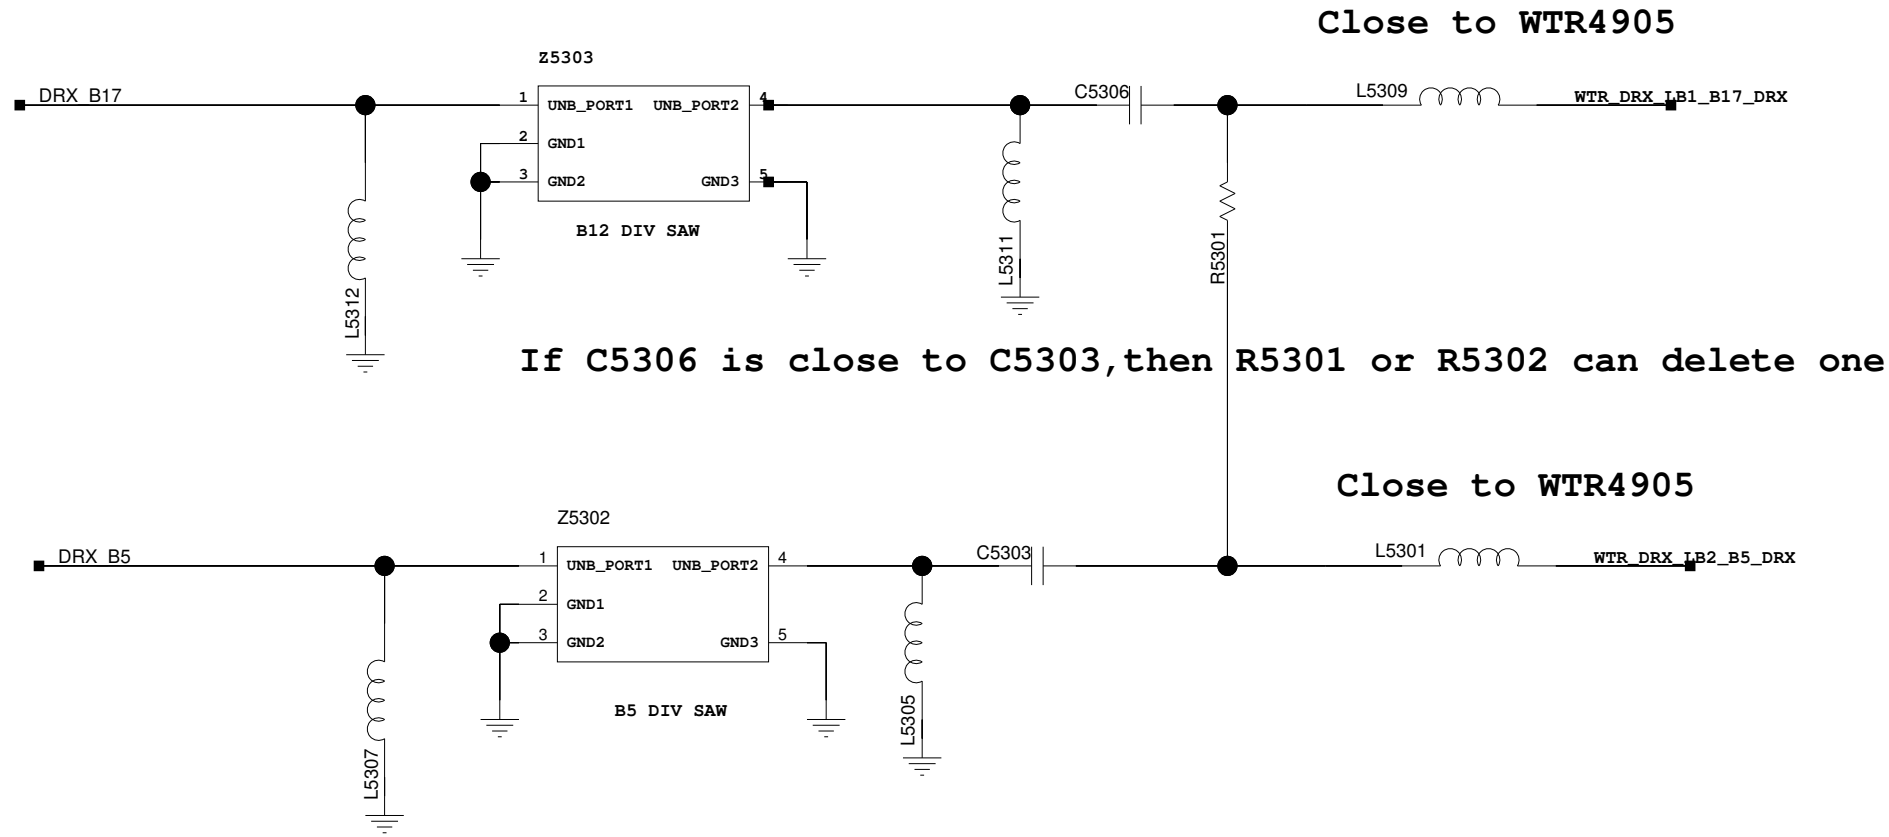 Close to WTR4905
Z5303
DRX_B17
1 UNB_PORT1 UNB_PORT2 4
C5306
L5309
WTR_DRX_LB1_B17_DRX
2 GND1
3 GND2 GND3 5
B12 DIV SAW
L5312
L5311
R5301
If C5306 is close to C5303,then R5301 or R5302 can delete one
Close to WTR4905
Z5302
DRX_B5
1 UNB_PORT1 UNB_PORT2 4
C5303
L5301
WTR_DRX_LB2_B5_DRX
2 GND1
3 GND2 GND3 5
B5 DIV SAW
L5307
L5305